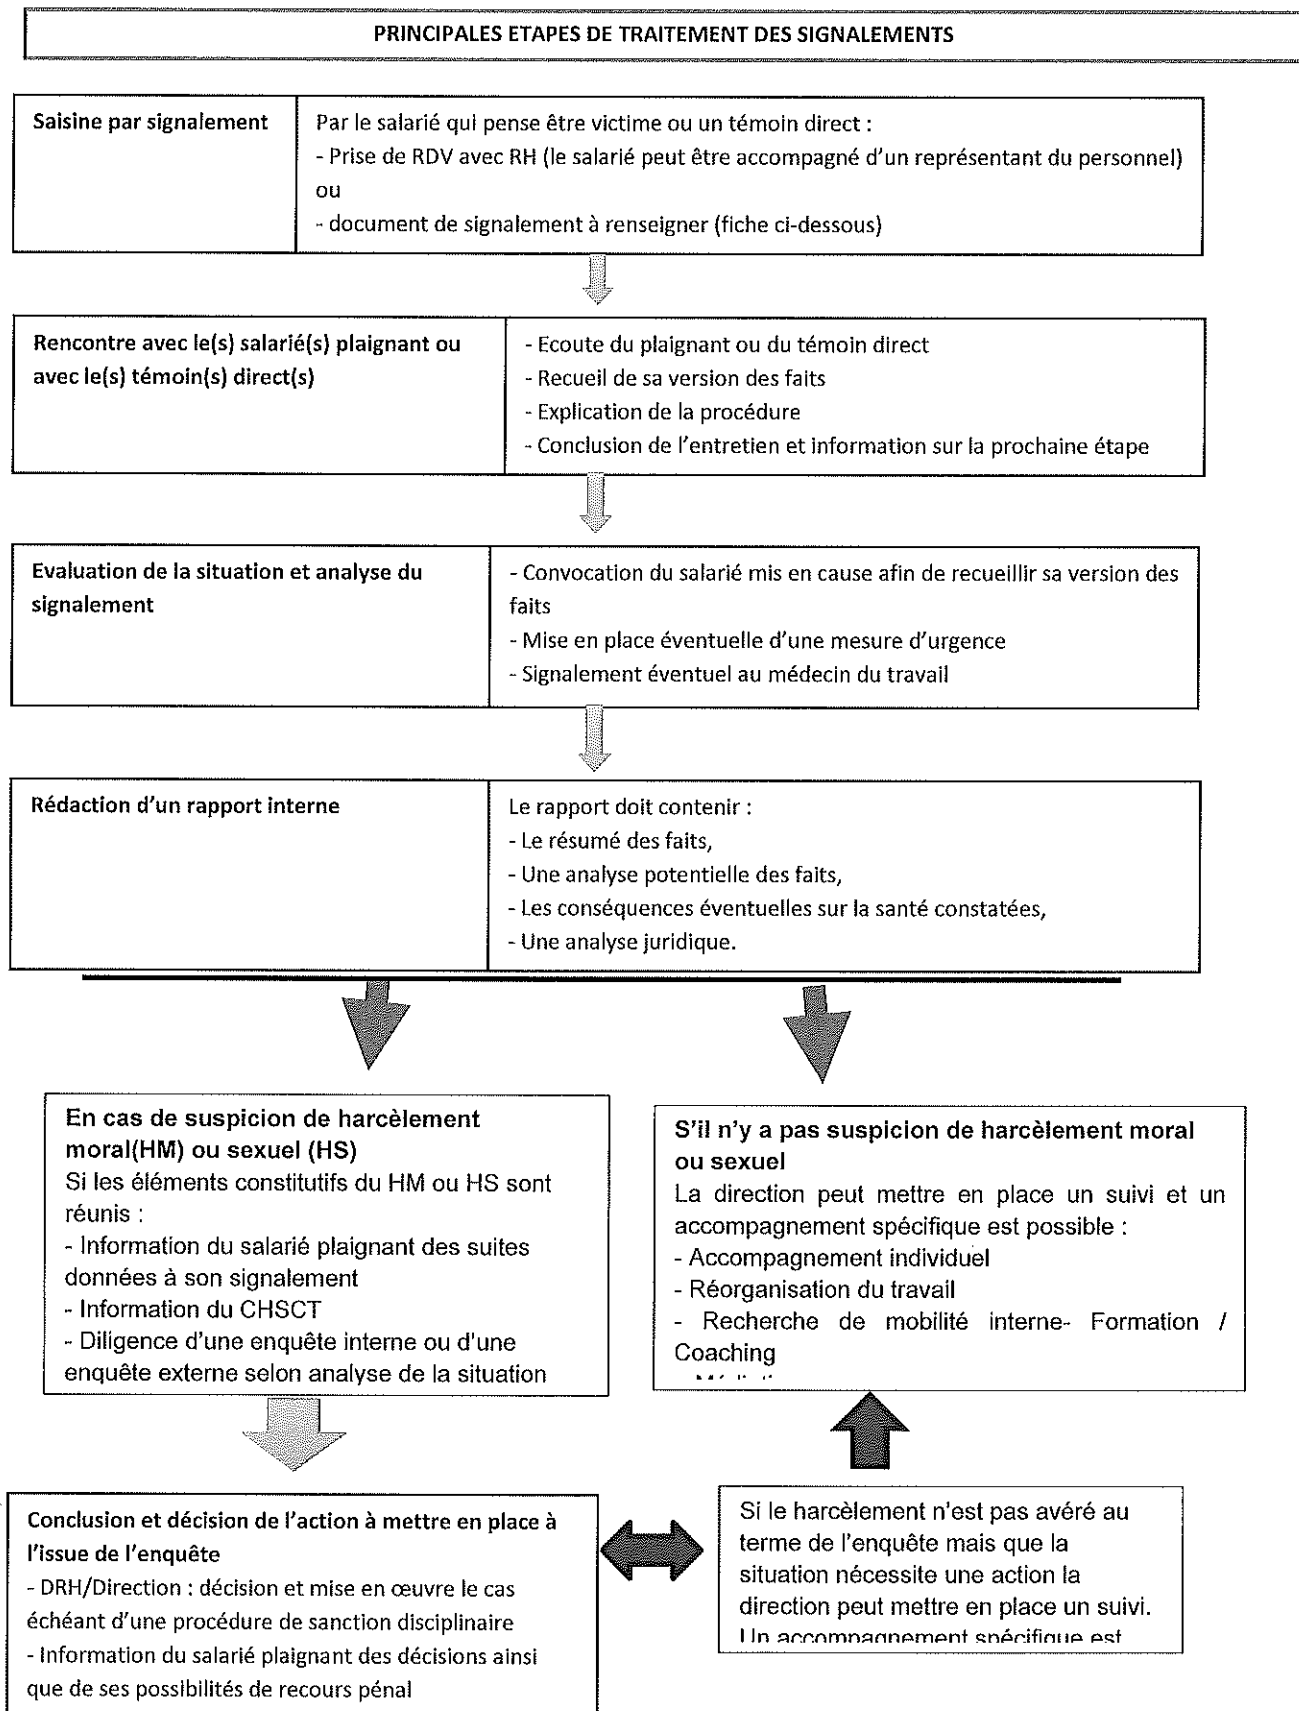 PRINCIPALES ETAPES DE TRAITEMENT DES SIGNALEMENTS
Saisine par signalement
Par le salarié qui pense être victime ou un témoin direct :
- Prise de RDV avec RH (le salarié peut être accompagné d'un représentant du personnel)
ou
- document de signalement à renseigner (fiche ci-dessous)
Rencontre avec le(s) salarié(s) plaignant ou
avec le(s) témoin(s) direct(s)
- Ecoute du plaignant ou du témoin direct
- Recueil de sa version des faits
- Explication de la procédure
- Conclusion de l'entretien et information sur la prochaine étape
Evaluation de la situation et analyse du
signalement
- Convocation du salarié mis en cause afin de recueillir sa version des
faits
- Mise en place éventuelle d'une mesure d'urgence
- Signalement éventuel au médecin du travail
Rédaction d'un rapport interne
Le rapport doit contenir :
- Le résumé des faits,
- Une analyse potentielle des faits,
- Les conséquences éventuelles sur la santé constatées,
- Une analyse juridique.
En cas de suspicion de harcèlement
moral(HM) ou sexuel (HS)
Si les éléments constitutifs du HM ou HS sont
réunis :
- Information du salarié plaignant des suites
données à son signalement
- Information du CHSCT
- Diligence d'une enquête interne ou d'une
enquête externe selon analyse de la situation
S'il n'y a pas suspicion de harcèlement moral
ou sexuel
La direction peut mettre en place un suivi et un
accompagnement spécifique est possible :
- Accompagnement individuel
- Réorganisation du travail
- Recherche de mobilité interne- Formation /
Coaching
Conclusion et décision de l'action à mettre en place à
l'issue de l'enquête
- DRH/Direction : décision et mise en œuvre le cas
échéant d'une procédure de sanction disciplinaire
- Information du salarié plaignant des décisions ainsi
que de ses possibilités de recours pénal
Si le harcèlement n'est pas avéré au
terme de l'enquête mais que la
situation nécessite une action la
direction peut mettre en place un suivi.
Un accompagnement spécifique est